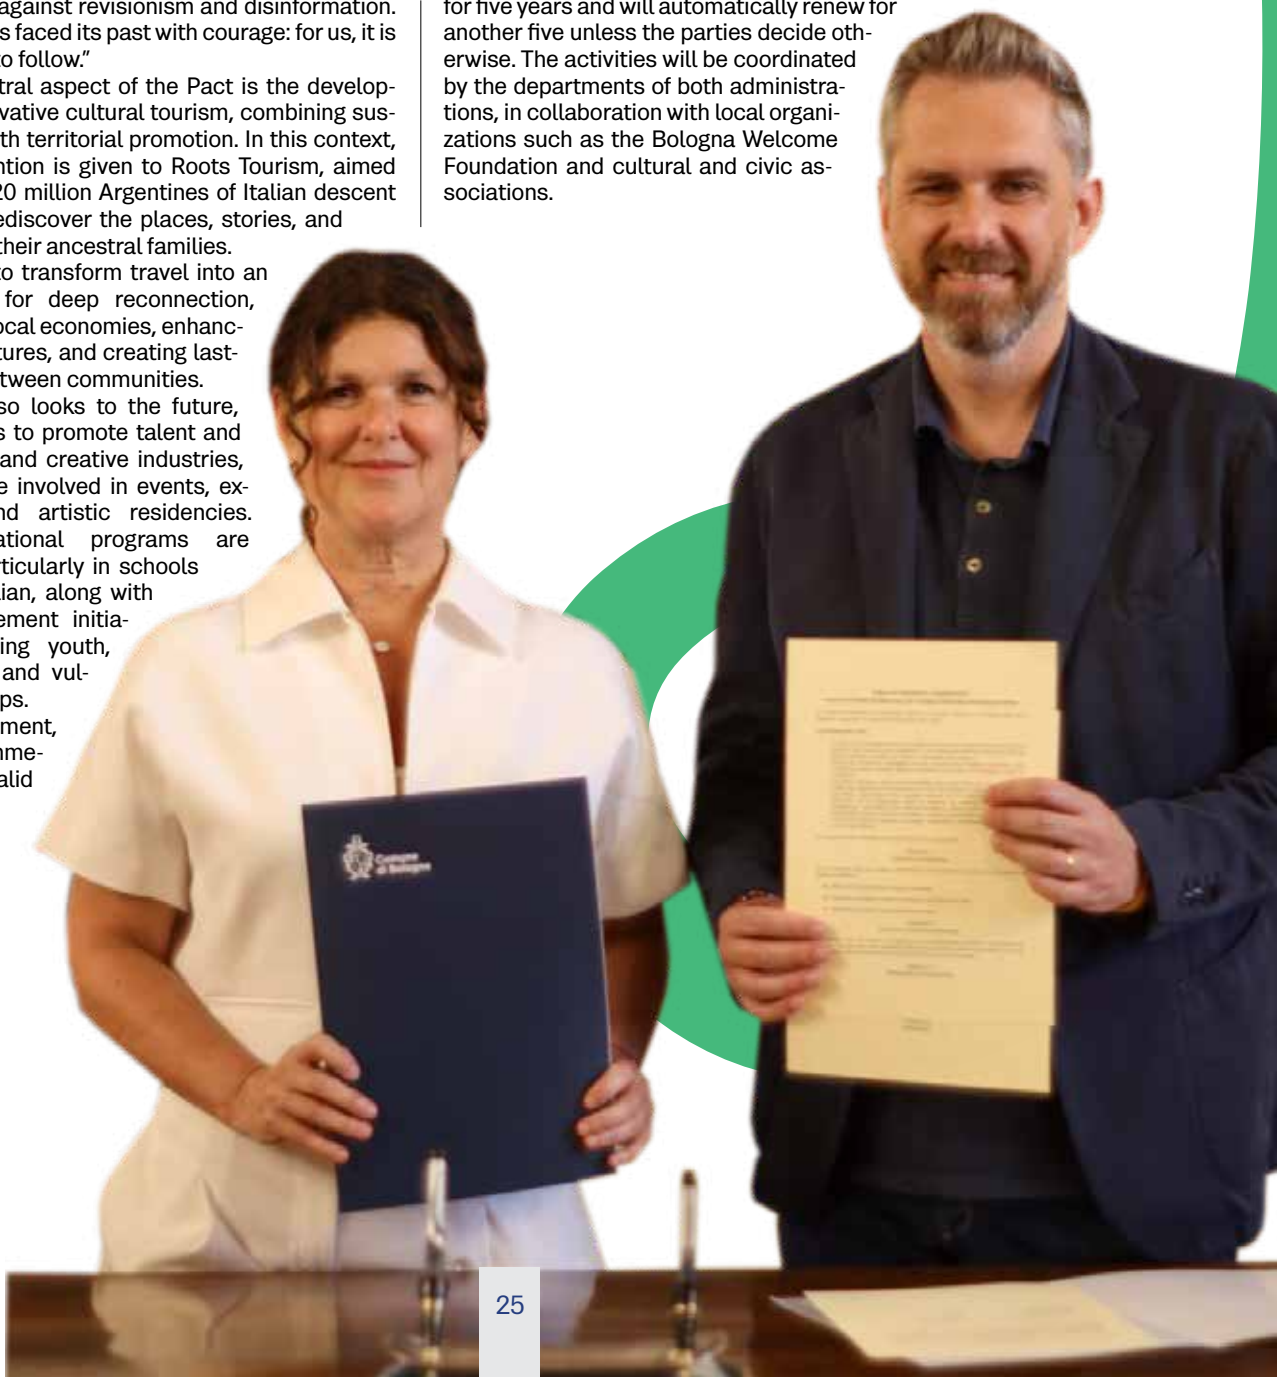 against revisionism and disinformation.
s faced its past with courage: for us, it is
to follow.”
tral aspect of the Pact is the develop-
vative cultural tourism, combining sus-
th territorial promotion. In this context,
ntion is given to Roots Tourism, aimed
20 million Argentines of Italian descent
ediscover the places, stories, and
their ancestral families.
to transform travel into an
for deep reconnection,
ocal economies, enhanc-
tures, and creating last-
tween communities.
so looks to the future,
s to promote talent and
and creative industries,
e involved in events, ex-
nd artistic residencies.
ational programs are
rticularly in schools
lian, along with
ement initia-
ing youth,
and vul-
ps.
ment,
nme-
alid
for five years and will automatically renew for
another five unless the parties decide oth-
erwise. The activities will be coordinated
by the departments of both administra-
tions, in collaboration with local organi-
zations such as the Bologna Welcome
Foundation and cultural and civic as-
sociations.
Comune
di Bologna
25